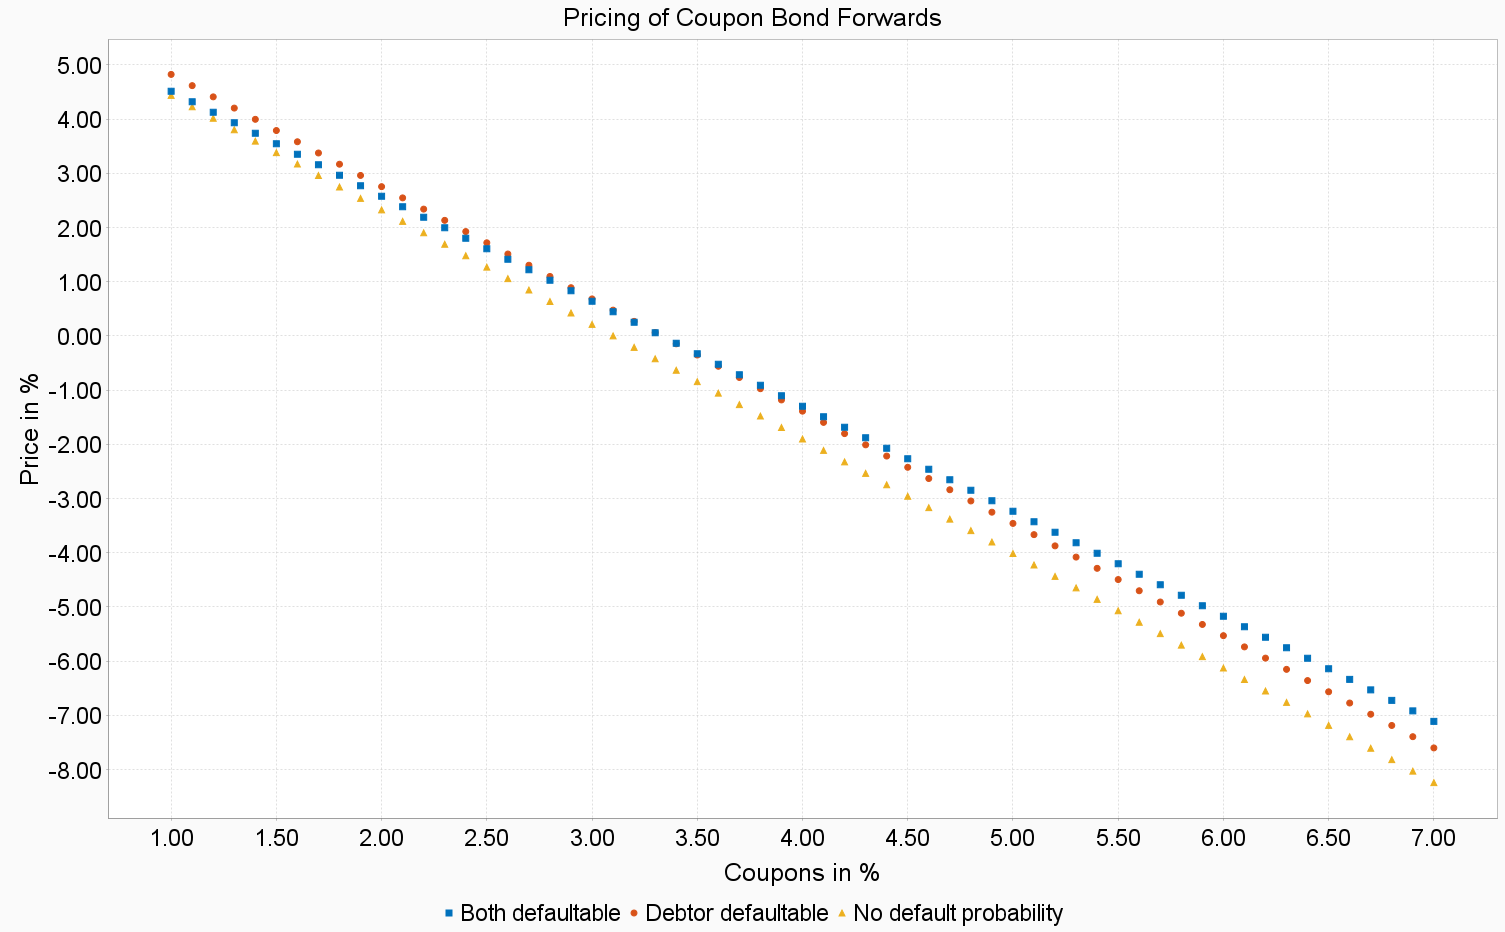 Pricing of Coupon Bond Forwards
Price in %
5.00
4.00
3.00
2.00
1.00
0.00
-1.00
-2.00
-3.00
-4.00
-5.00
-6.00
-7.00
-8.00
1.00 1.50 2.00 2.50 3.00 3.50 4.00 4.50 5.00 5.50 6.00 6.50 7.00
Coupons in %
Both defaultable Debtor defaultable No default probability